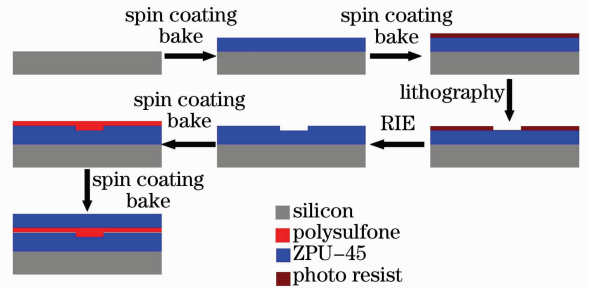 spin coating
bake
spin coating
bake
lithography
RIE
spin coating
bake
spin coating
bake
silicon
polysulfone
ZPU-45
photo resist